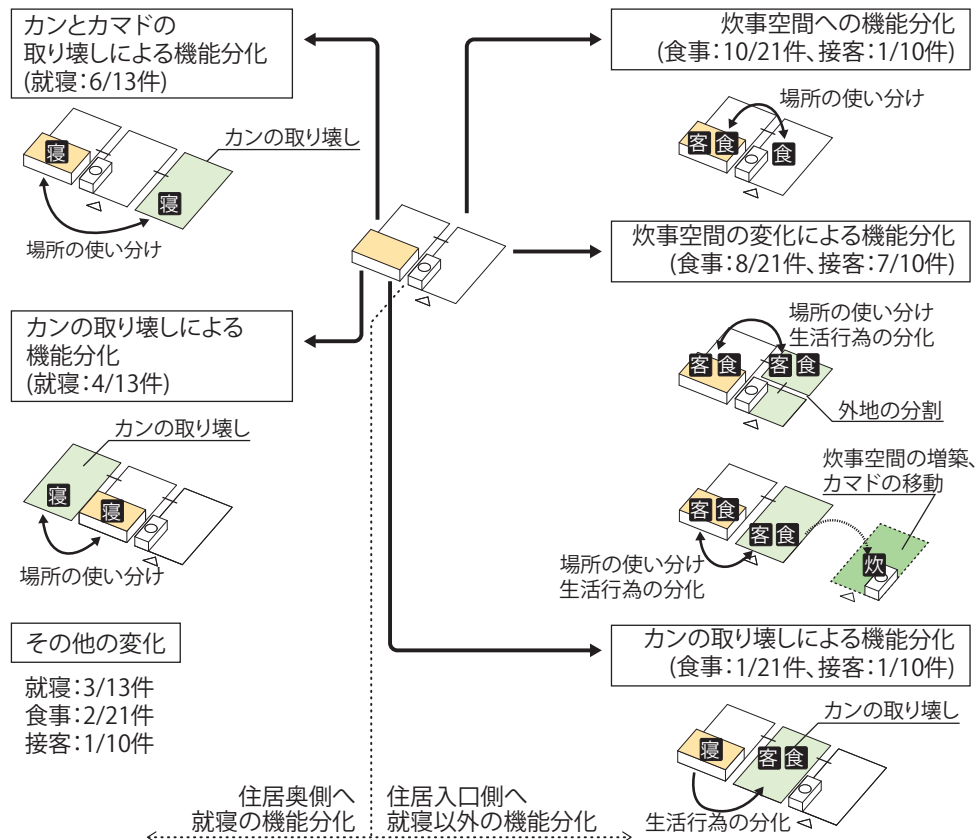 カンとカマドの
取り壊しによる機能分化
(就寝：6/13件)
寝
カンの取り壊し
寝
場所の使い分け
カンの取り壊しによる
機能分化
(就寝：4/13件)
カンの取り壊し
寝
寝
場所の使い分け
その他の変化
就寝：3/13件
食事：2/21件
接客：1/10件
住居奥側へ
就寝の機能分化
住居入口側へ
就寝以外の機能分化
炊事空間への機能分化
(食事：10/21件、接客：1/10件)
場所の使い分け
客 食
食
炊事空間の変化による機能分化
(食事：8/21件、接客：7/10件)
場所の使い分け
生活行為の分化
客 食
客 食
外地の分割
炊事空間の増築、
カマドの移動
客 食
客 食
炊
場所の使い分け
生活行為の分化
カンの取り壊しによる機能分化
(食事：1/21件、接客：1/10件)
カンの取り壊し
寝
客 食
生活行為の分化